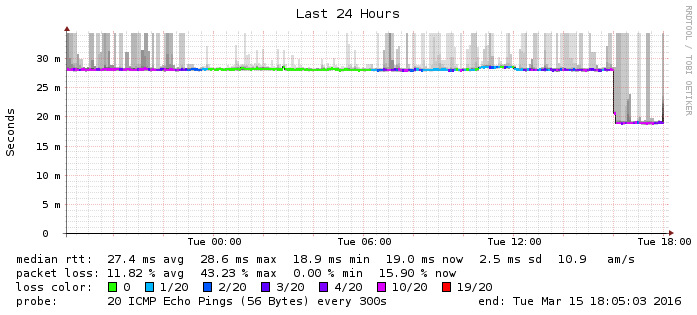 Last 24 Hours
RRDTOOL / TOBI OETIKER
Seconds
30 m
25 m
20 m
15 m
10 m
5 m
0
Tue 00:00 Tue 06:00 Tue 12:00 Tue 18:00
median rtt: 27.4 ms avg 28.6 ms max 18.9 ms min 19.0 ms now 2.5 ms sd 10.9 am/s
packet loss: 11.82 % avg 43.23 % max 0.00 % min 15.90 % now
loss color: 0 1/20 2/20 3/20 4/20 10/20 19/20
probe: 20 ICMP Echo Pings (56 Bytes) every 300s end: Tue Mar 15 18:05:03 2016